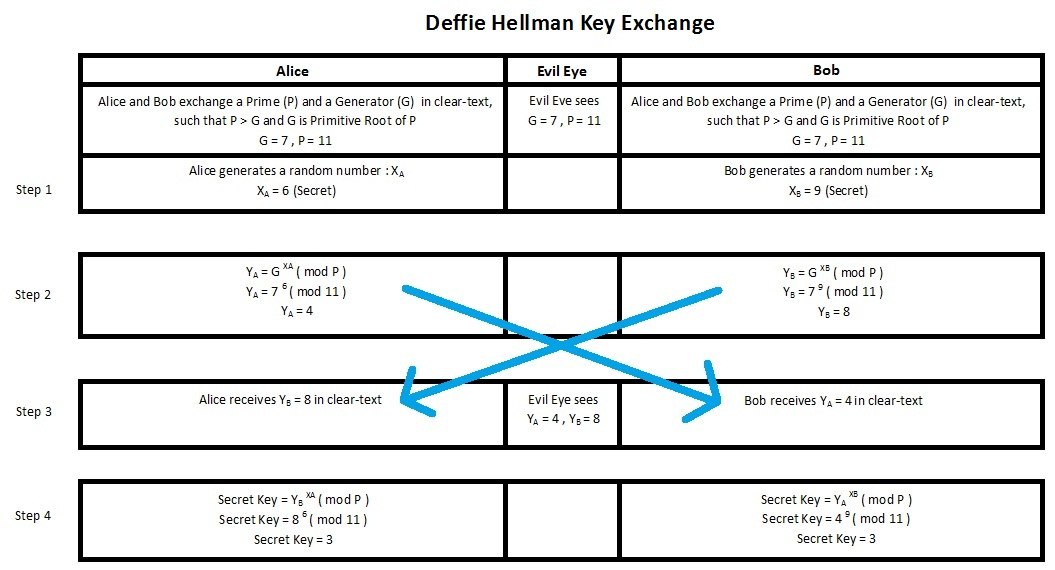 Deffie Hellman Key Exchange
Alice
Evil Eye
Bob
Alice and Bob exchange a Prime (P) and a Generator (G) in clear-text,
such that P > G and G is Primitive Root of P
G = 7 , P = 11
Evil Eve sees
G = 7 , P = 11
Alice and Bob exchange a Prime (P) and a Generator (G) in clear-text,
such that P > G and G is Primitive Root of P
G = 7 , P = 11
Step 1
Alice generates a random number : XA
XA = 6 (Secret)
Bob generates a random number : XB
XB = 9 (Secret)
Step 2
YA = G XA ( mod P )
YA = 7 6 ( mod 11 )
YA = 4
YB = G XB ( mod P )
YB = 7 9 ( mod 11 )
YB = 8
Step 3
Alice receives YB = 8 in clear-text
Evil Eye sees
YA = 4 , YB = 8
Bob receives YA = 4 in clear-text
Step 4
Secret Key = YB XA ( mod P )
Secret Key = 8 6 ( mod 11 )
Secret Key = 3
Secret Key = YA XB ( mod P )
Secret Key = 4 9 ( mod 11 )
Secret Key = 3